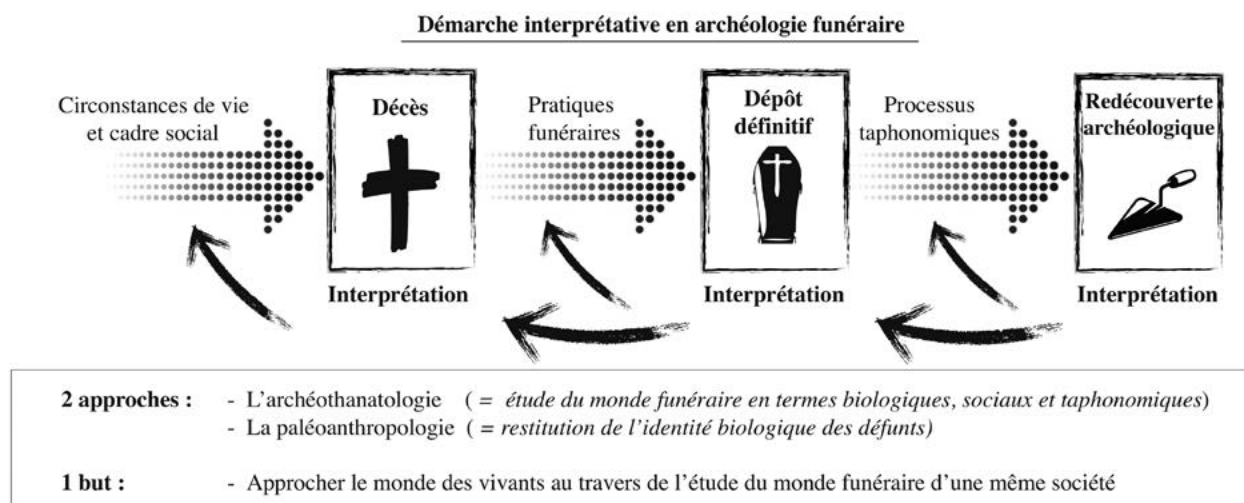 Démarche interprétative en archéologie funéraire
Circonstances de vie
et cadre social
Décès
Pratiques
funéraires
Dépôt
définitif
Processus
taphonomiques
Redécouverte
archéologique
Interprétation
Interprétation
Interprétation
2 approches : - L'archéothanatologie ( = étude du monde funéraire en termes biologiques, sociaux et taphonomiques)
- La paléoanthropologie ( = restitution de l'identité biologique des défunts)
1 but : - Approcher le monde des vivants au travers de l'étude du monde funéraire d'une même société